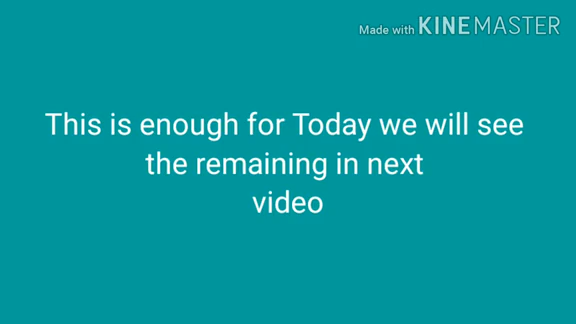 Made with KINEMASTER
This is enough for Today we will see
the remaining in next
video